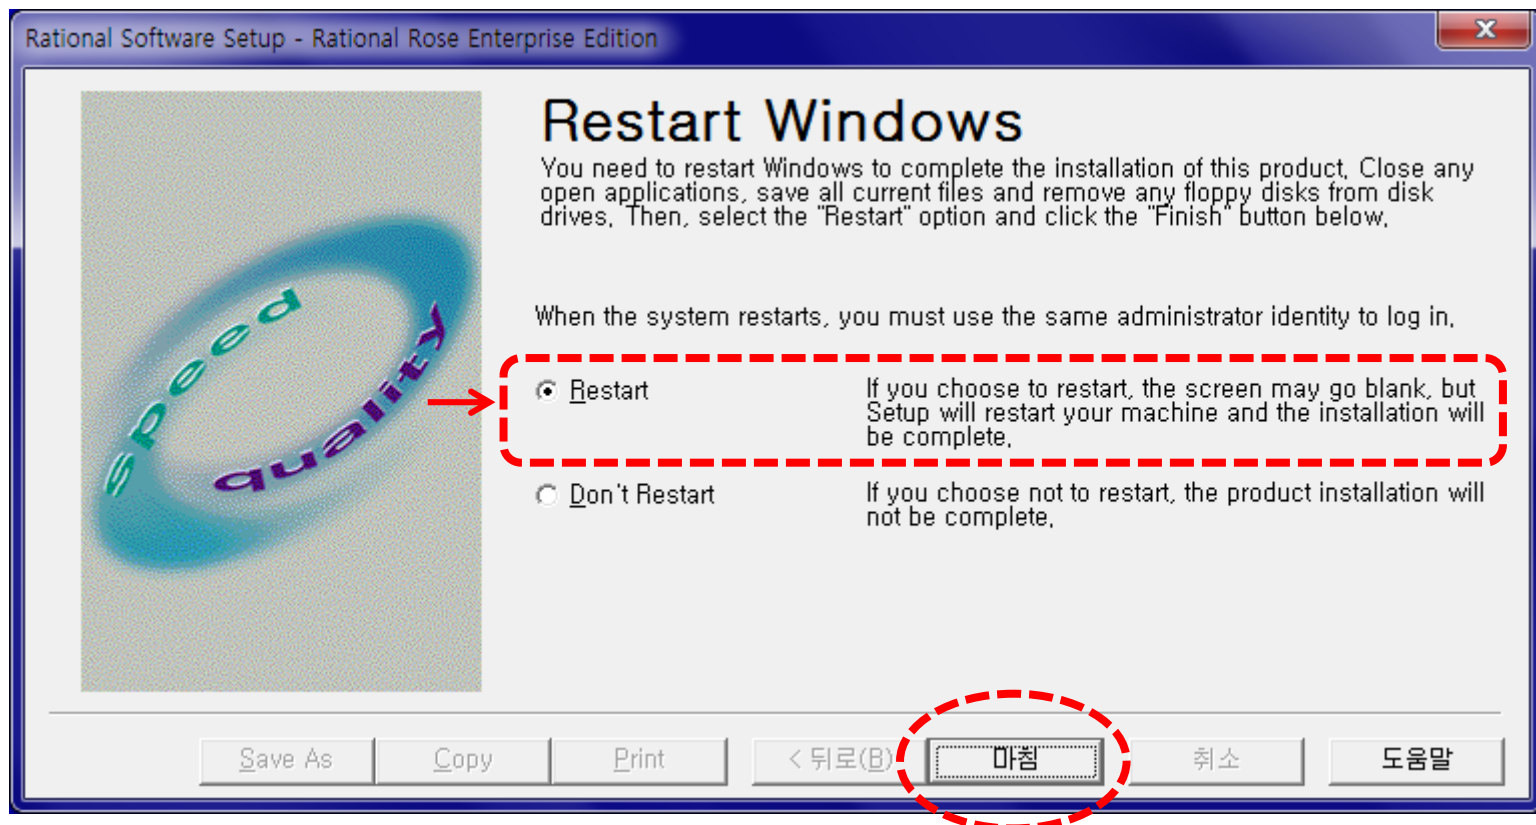 Rational Software Setup - Rational Rose Enterprise Edition
Restart Windows
You need to restart Windows to complete the installation of this product. Close any
open applications, save all current files and remove any floppy disks from disk
drives. Then, select the "Restart" option and click the "Finish" button below.
When the system restarts, you must use the same administrator identity to log in.
speed
quality
Restart
If you choose to restart, the screen may go blank, but
Setup will restart your machine and the installation will
be complete.
Don't Restart
If you choose not to restart, the product installation will
not be complete.
Save As
Copy
Print
< 뒤로(B)
마침
취소
도움말